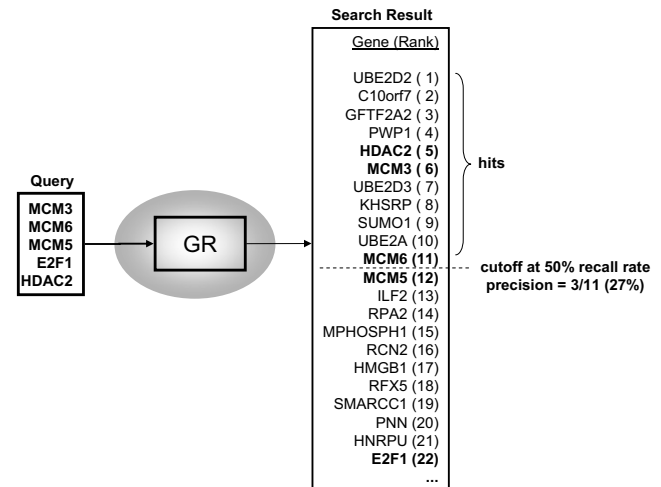 Search Result
Gene (Rank)
UBE2D2 ( 1)
C10orf7 ( 2)
GFTF2A2 ( 3)
PWP1 ( 4)
HDAC2 ( 5)
MCM3 ( 6)
UBE2D3 ( 7)
KHSRP ( 8)
SUMO1 ( 9)
UBE2A (10)
MCM6 (11)
MCM5 (12)
ILF2 (13)
RPA2 (14)
MPHOSPH1 (15)
RCN2 (16)
HMGB1 (17)
RFX5 (18)
SMARCC1 (19)
PNN (20)
HNRPU (21)
E2F1 (22)
...
hits
cutoff at 50% recall rate
precision = 3/11 (27%)
Query
MCM3
MCM6
MCM5
E2F1
HDAC2
GR